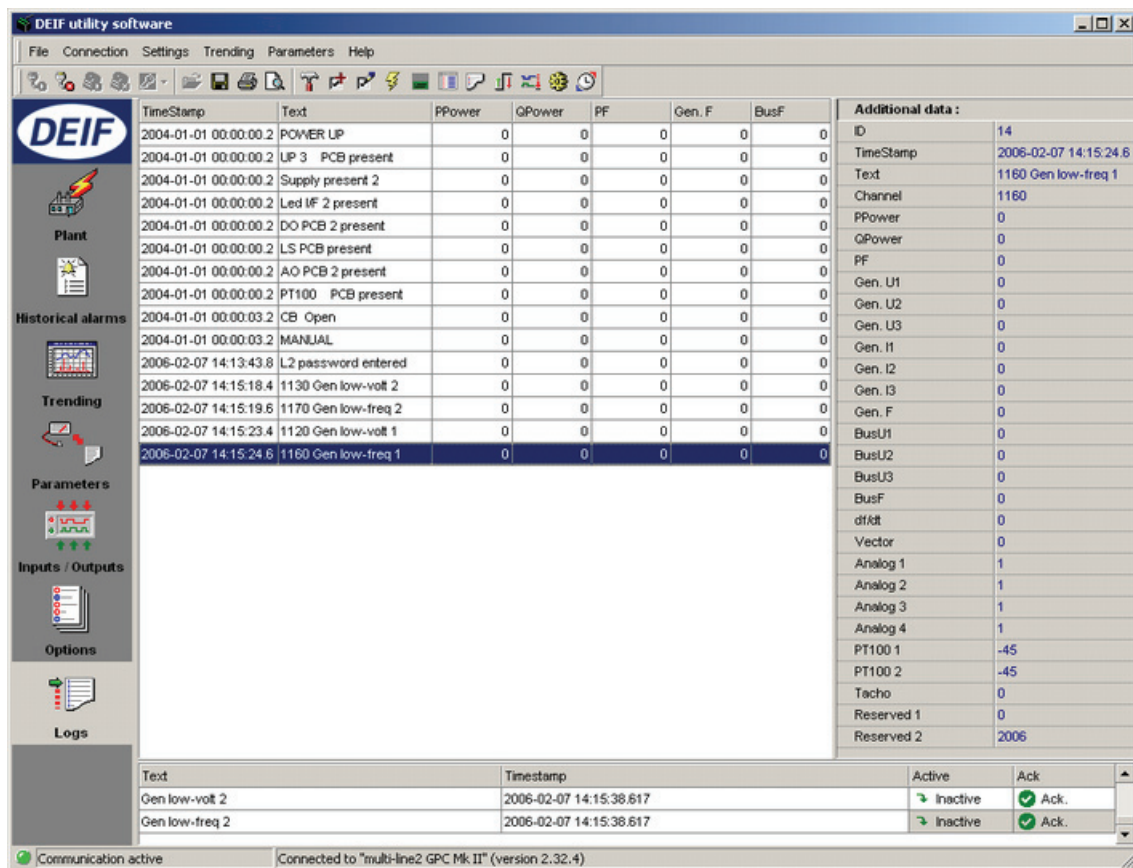 DEIF utility software
File Connection Settings Trending Parameters Help
DEIF
Plant
Historical alarms
Trending
Parameters
Inputs / Outputs
Options
Logs
TimeStamp Text PPower QPower PF Gen. F BusF
2004-01-01 00:00:00.2 POWER UP 0 0 0 0 0
2004-01-01 00:00:00.2 UP 3 PCB present 0 0 0 0 0
2004-01-01 00:00:00.2 Supply present 2 0 0 0 0 0
2004-01-01 00:00:00.2 Led I/F 2 present 0 0 0 0 0
2004-01-01 00:00:00.2 DO PCB 2 present 0 0 0 0 0
2004-01-01 00:00:00.2 LS PCB present 0 0 0 0 0
2004-01-01 00:00:00.2 AO PCB 2 present 0 0 0 0 0
2004-01-01 00:00:00.2 PT100 PCB present 0 0 0 0 0
2004-01-01 00:00:03.2 CB Open 0 0 0 0 0
2004-01-01 00:00:03.2 MANUAL 0 0 0 0 0
2006-02-07 14:13:43.8 L2 password entered 0 0 0 0 0
2006-02-07 14:15:18.4 1130 Gen low-volt 2 0 0 0 0 0
2006-02-07 14:15:19.6 1170 Gen low-freq 2 0 0 0 0 0
2006-02-07 14:15:23.4 1120 Gen low-volt 1 0 0 0 0 0
2006-02-07 14:15:24.6 1160 Gen low-freq 1 0 0 0 0 0
Additional data :
ID 14
TimeStamp 2006-02-07 14:15:24.6
Text 1160 Gen low-freq 1
Channel 1160
PPower 0
QPower 0
PF 0
Gen. U1 0
Gen. U2 0
Gen. U3 0
Gen. I1 0
Gen. I2 0
Gen. I3 0
Gen. F 0
BusU1 0
BusU2 0
BusU3 0
BusF 0
df/dt 0
Vector 0
Analog 1 1
Analog 2 1
Analog 3 1
Analog 4 1
PT100 1 -45
PT100 2 -45
Tacho 0
Reserved 1 0
Reserved 2 2006
Text Timestamp Active Ack
Gen low-volt 2 2006-02-07 14:15:38.617 Inactive Ack.
Gen low-freq 2 2006-02-07 14:15:38.617 Inactive Ack.
Communication active Connected to "multi-line2 GPC Mk II" (version 2.32.4)